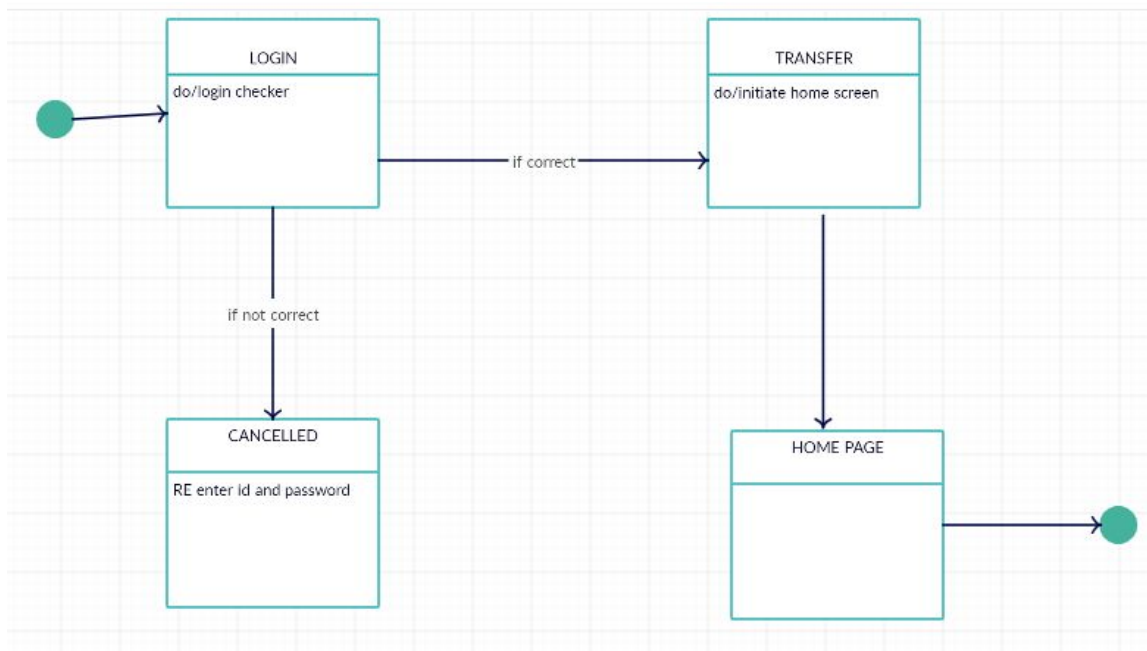 LOGIN
do/login checker
TRANSFER
do/initiate home screen
if correct
if not correct
CANCELLED
RE enter id and password
HOME PAGE